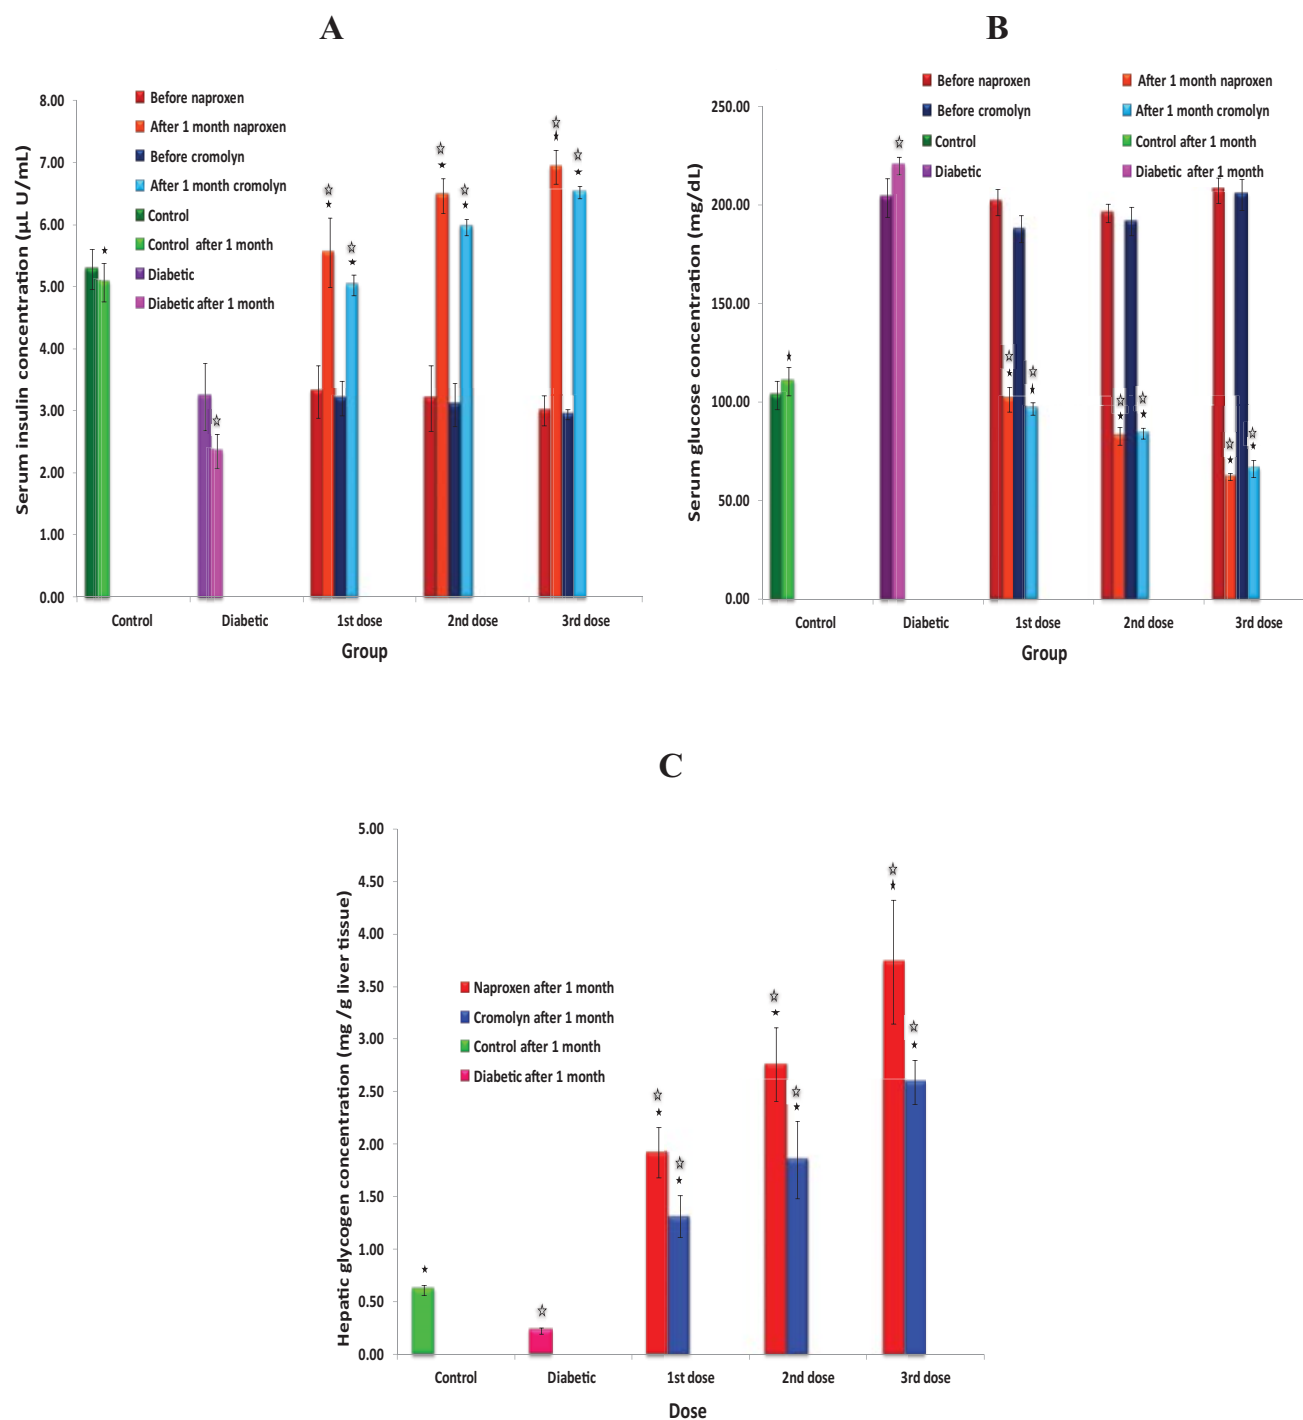 A
Before naproxen
After 1 month naproxen
Before cromolyn
After 1 month cromolyn
Control
Control after 1 month
Diabetic
Diabetic after 1 month
8.00
7.00
6.00
5.00
4.00
3.00
2.00
1.00
0.00
Serum insulin concentration (µL U/mL)
Control
Diabetic
1st dose
2nd dose
3rd dose
Group
B
Before naproxen
After 1 month naproxen
Before cromolyn
After 1 month cromolyn
Control
Control after 1 month
Diabetic
Diabetic after 1 month
250.00
200.00
150.00
100.00
50.00
0.00
Serum glucose concentration (mg/dL)
Control
Diabetic
1st dose
2nd dose
3rd dose
Group
C
5.00
4.50
4.00
3.50
3.00
2.50
2.00
1.50
1.00
0.50
0.00
Hepatic glycogen concentration (mg /g liver tissue)
Naproxen after 1 month
Cromolyn after 1 month
Control after 1 month
Diabetic after 1 month
Control
Diabetic
1st dose
2nd dose
3rd dose
Dose